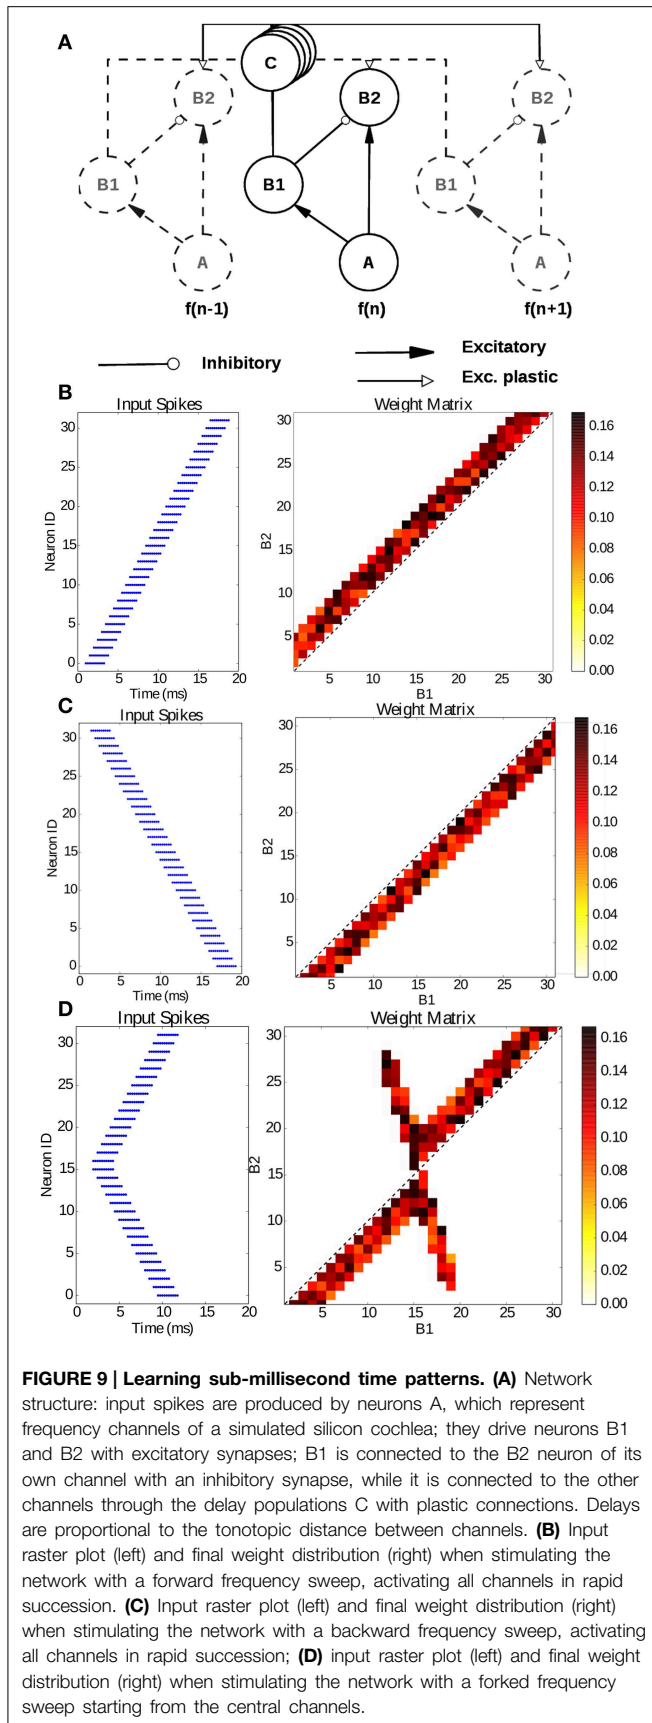 A
C
B2
B2
B2
B1
B1
B1
A
A
A
f(n-1)
f(n)
f(n+1)
Inhibitory
Excitatory
Exc. plastic
B
Input Spikes
Weight Matrix
30
25
20
15
10
5
0
Neuron ID
0
5
10
15
20
Time (ms)
30
25
20
15
10
5
B2
5
10
15
20
25
30
B1
0.16
0.14
0.12
0.10
0.08
0.06
0.04
0.02
0.00
C
Input Spikes
Weight Matrix
30
25
20
15
10
5
0
Neuron ID
0
5
10
15
20
Time (ms)
30
25
20
15
10
5
B2
5
10
15
20
25
30
B1
0.16
0.14
0.12
0.10
0.08
0.06
0.04
0.02
0.00
D
Input Spikes
Weight Matrix
30
25
20
15
10
5
0
Neuron ID
0
5
10
15
20
Time (ms)
30
25
20
15
10
5
B2
5
10
15
20
25
30
B1
0.16
0.14
0.12
0.10
0.08
0.06
0.04
0.02
0.00
FIGURE 9 | Learning sub-millisecond time patterns. (A) Network
structure: input spikes are produced by neurons A, which represent
frequency channels of a simulated silicon cochlea; they drive neurons B1
and B2 with excitatory synapses; B1 is connected to the B2 neuron of its
own channel with an inhibitory synapse, while it is connected to the other
channels through the delay populations C with plastic connections. Delays
are proportional to the tonotopic distance between channels. (B) Input
raster plot (left) and final weight distribution (right) when stimulating the
network with a forward frequency sweep, activating all channels in rapid
succession. (C) Input raster plot (left) and final weight distribution (right)
when stimulating the network with a backward frequency sweep, activating
all channels in rapid succession; (D) input raster plot (left) and final weight
distribution (right) when stimulating the network with a forked frequency
sweep starting from the central channels.